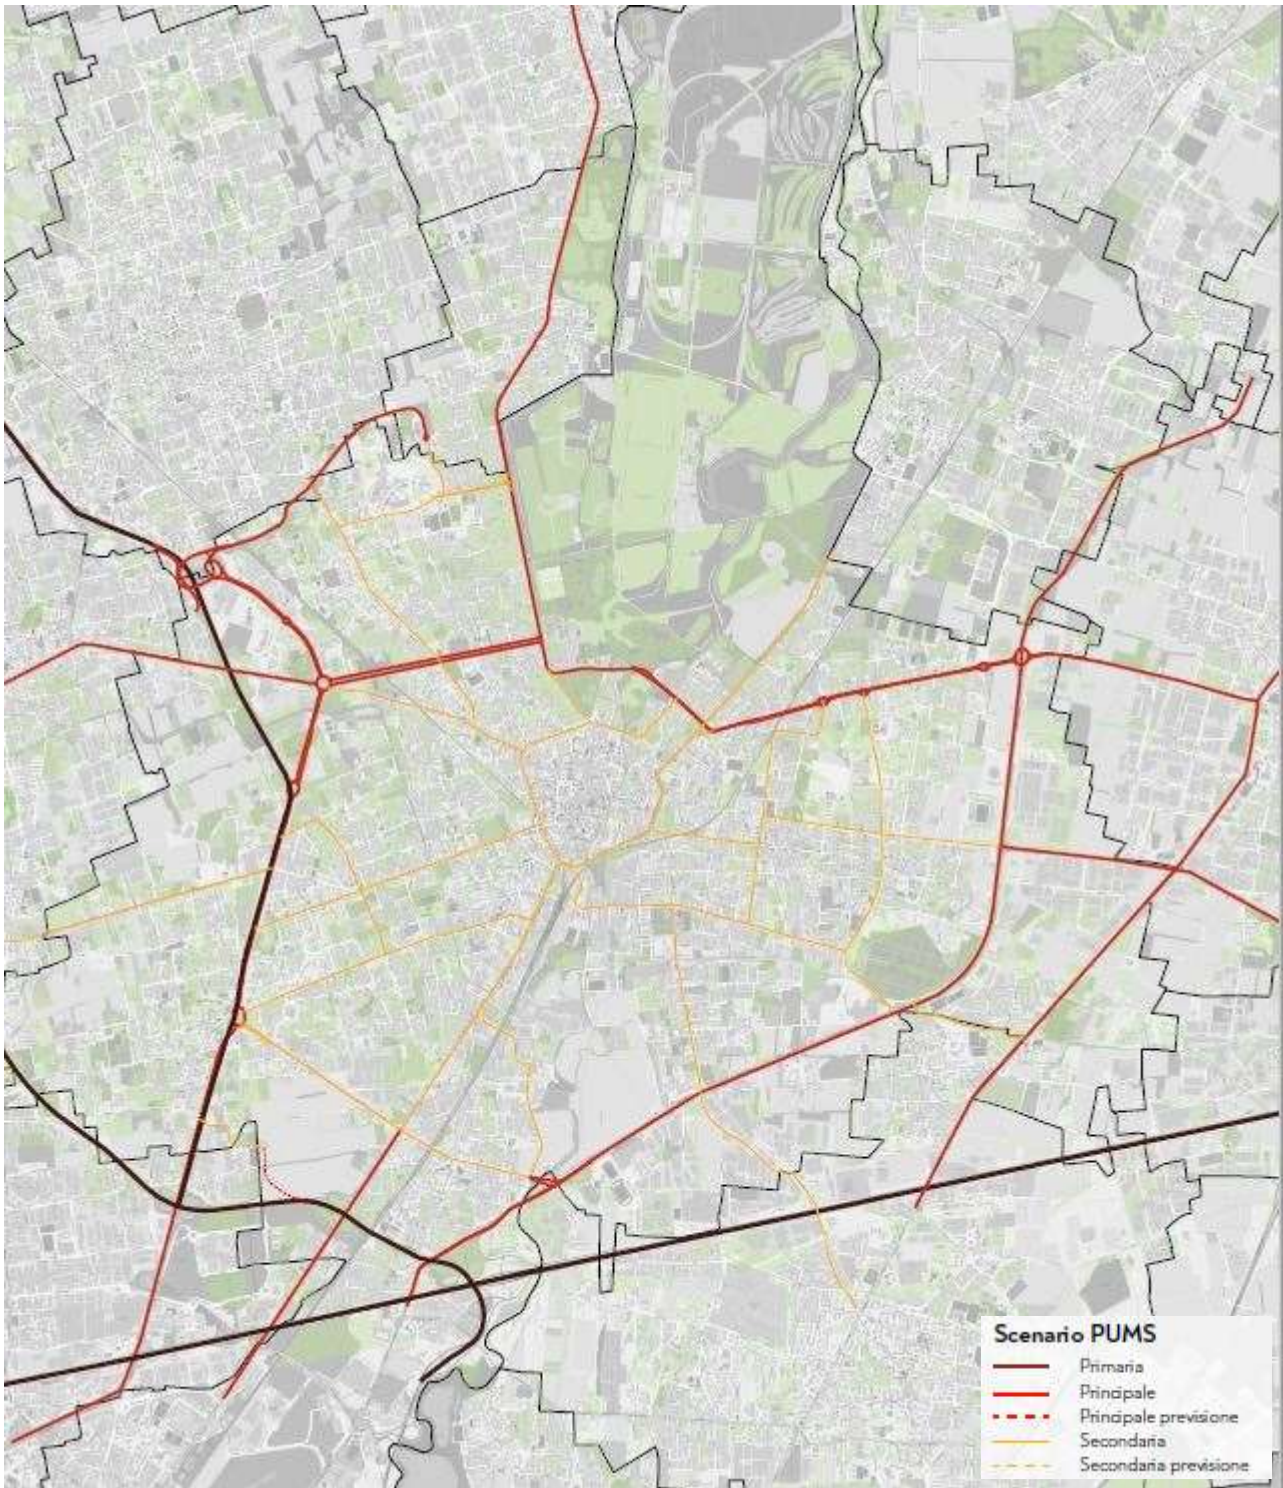 Scenario PUMS
Primaria
Principale
Principale previsione
Secondaria
Secondaria previsione